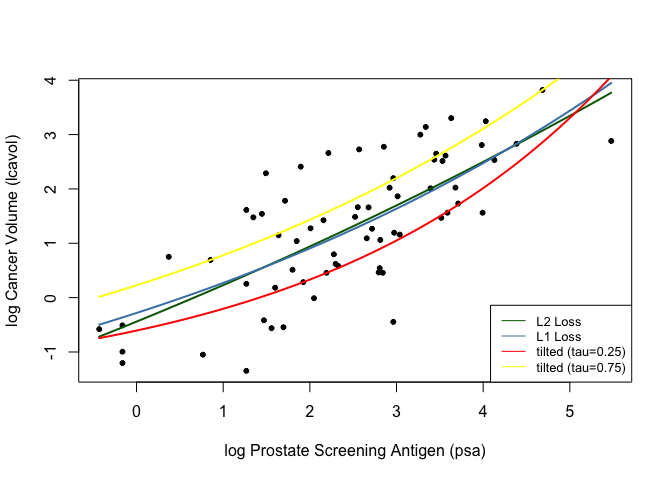 4
3
2
1
0
-1
log Cancer Volume (lcavol)
L2 Loss
L1 Loss
tilted (tau=0.25)
tilted (tau=0.75)
0 1 2 3 4 5
log Prostate Screening Antigen (psa)